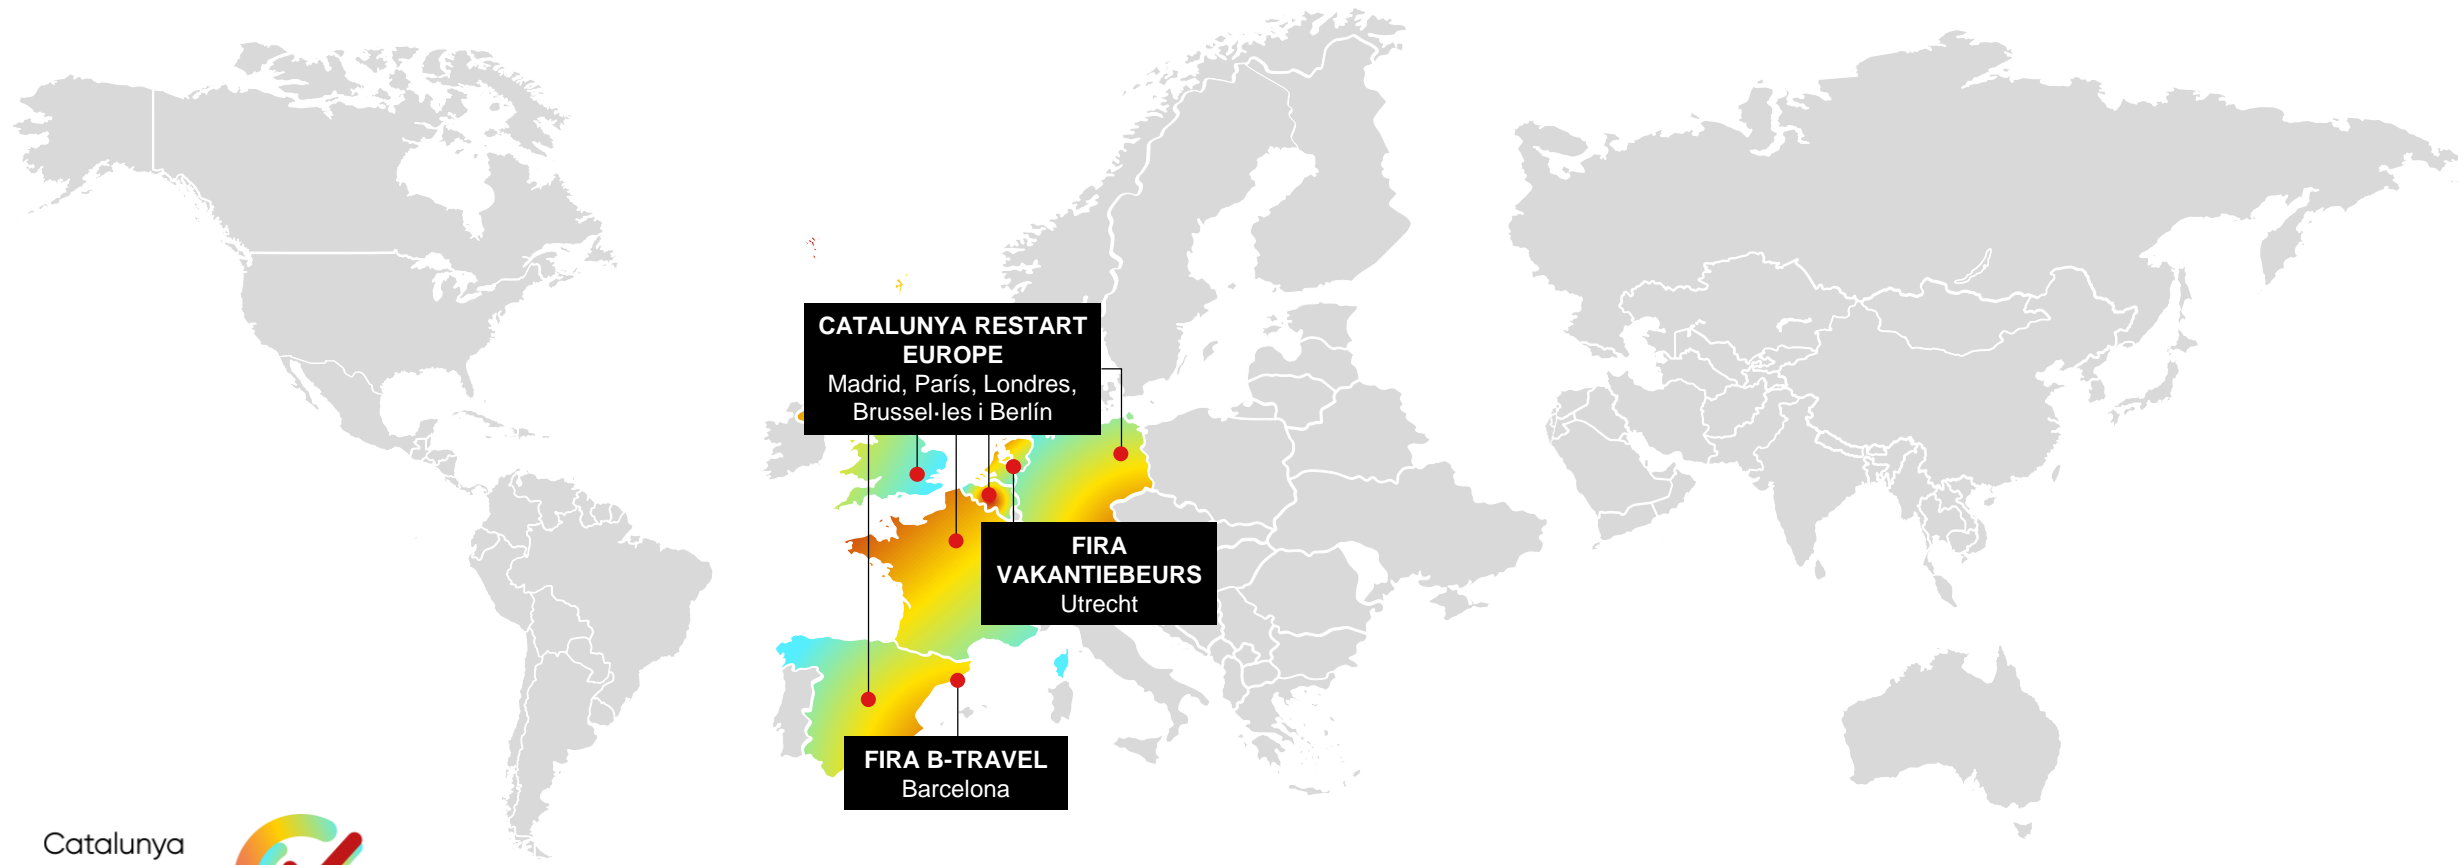 CATALUNYA RESTART
EUROPE
Madrid, París, Londres,
Brussel·les i Berlín
FIRA
VAKANTIEBEURS
Utrecht
FIRA B-TRAVEL
Barcelona
Catalunya